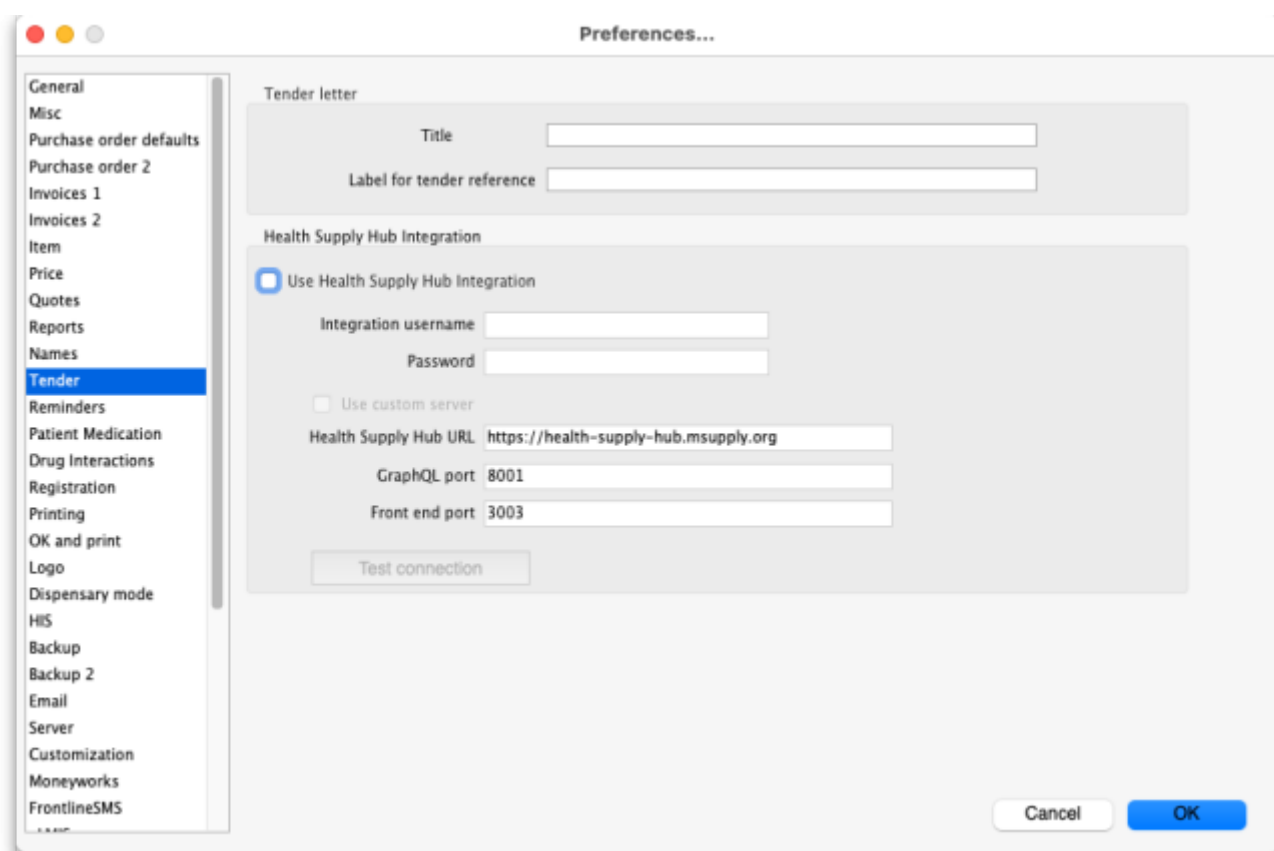 Preferences...
General
Misc
Purchase order defaults
Purchase order 2
Invoices 1
Invoices 2
Item
Price
Quotes
Reports
Names
Tender
Reminders
Patient Medication
Drug Interactions
Registration
Printing
OK and print
Logo
Dispensary mode
HIS
Backup
Backup 2
Email
Server
Customization
Moneyworks
FrontlineSMS
Tender letter
Title
Label for tender reference
Health Supply Hub Integration
Use Health Supply Hub Integration
Integration username
Password
Use custom server
Health Supply Hub URL https://health-supply-hub.msupply.org
GraphQL port 8001
Front end port 3003
Test connection
Cancel OK